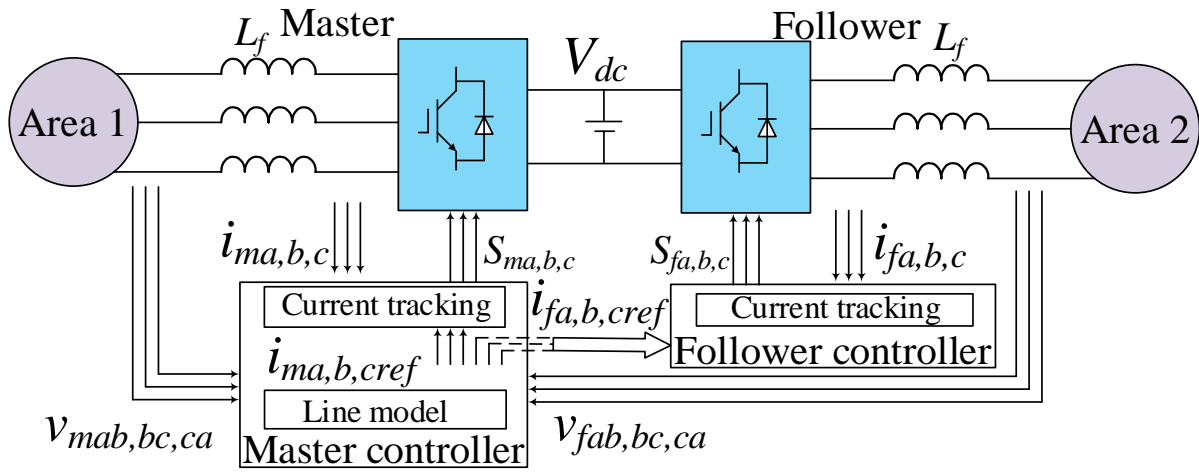 Master
Follower
L_f
L_f
V_dc
Area 1
Area 2
i_ma,b,c
S_ma,b,c
S_fa,b,c
i_fa,b,c
Current tracking
i_fa,b,cref
Current tracking
Follower controller
i_ma,b,cref
Line model
v_mab,bc,ca
Master controller
v_fab,bc,ca